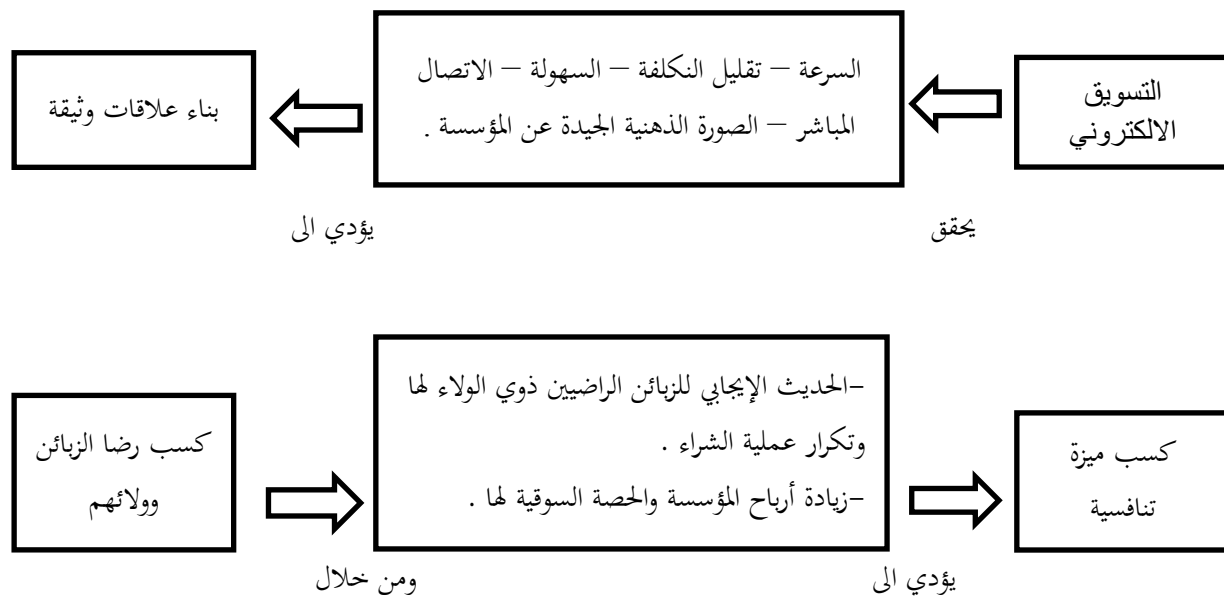 التسويق
الالكتروني
السرعة – تقليل التكلفة – السهولة – الاتصال
المباشر – الصورة الذهنية الجيدة عن المؤسسة .
بناء علاقات وثيقة
يحقق
يؤدي الى
كسب رضا الزبائن
وولائهم
-الحديث الإيجابي للزبائن الراضيين ذوي الولاء لها
وتكرار عملية الشراء .
-زيادة أرباح المؤسسة والحصة السوقية لها .
كسب ميزة
تنافسية
ومن خلال
يؤدي الى